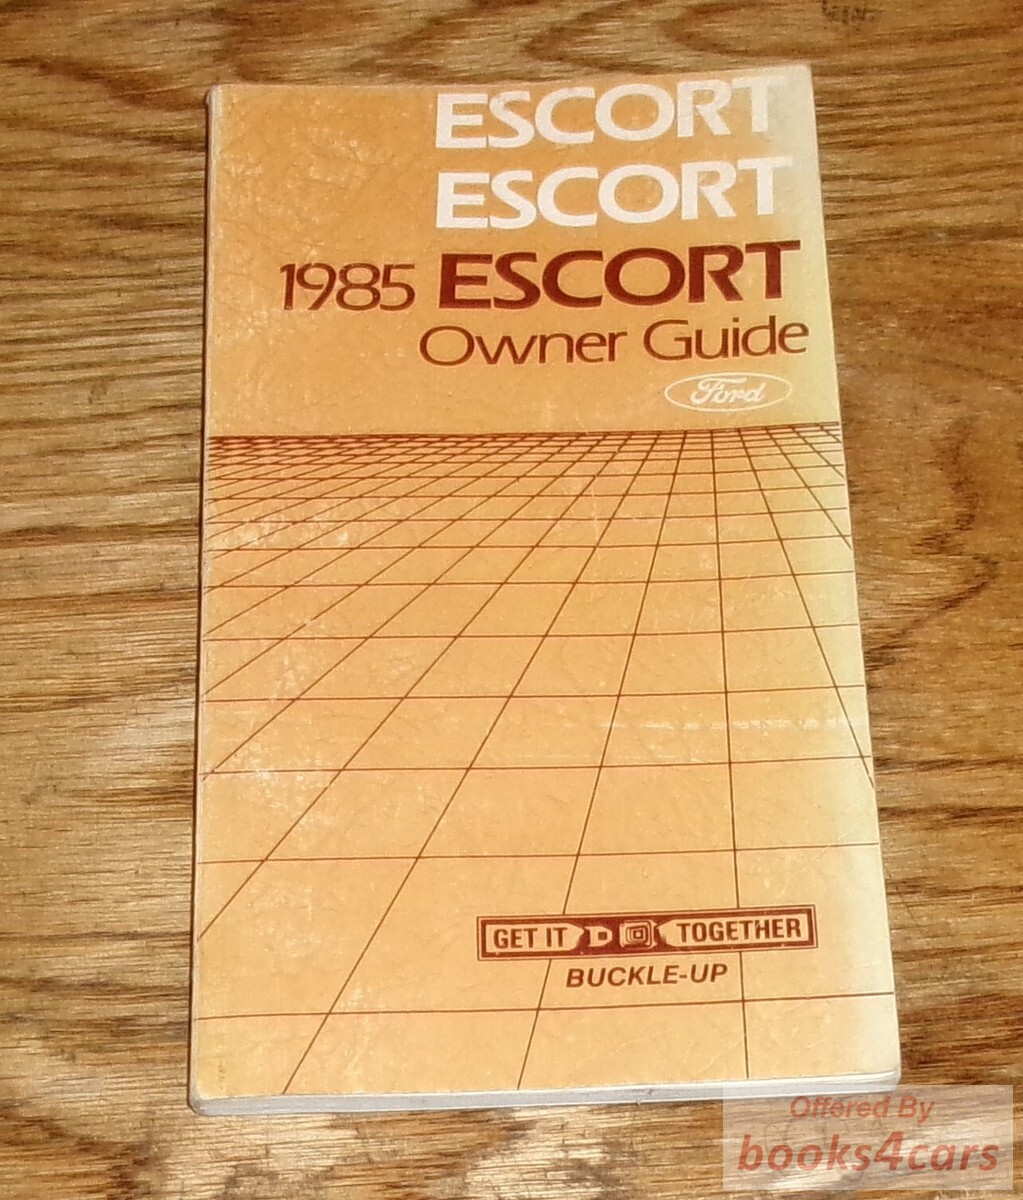 ESCORT
ESCORT
1985 ESCORT
Owner Guide
Ford
GET IT TOGETHER
BUCKLE-UP
Offered By
books4cars